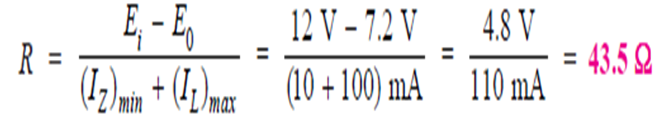 R = (E_i − E_0) / ((I_Z)_min + (I_L)_max) = (12 V − 7.2 V) / ((10 + 100) mA) = 4.8 V / 110 mA = 43.5 Ω